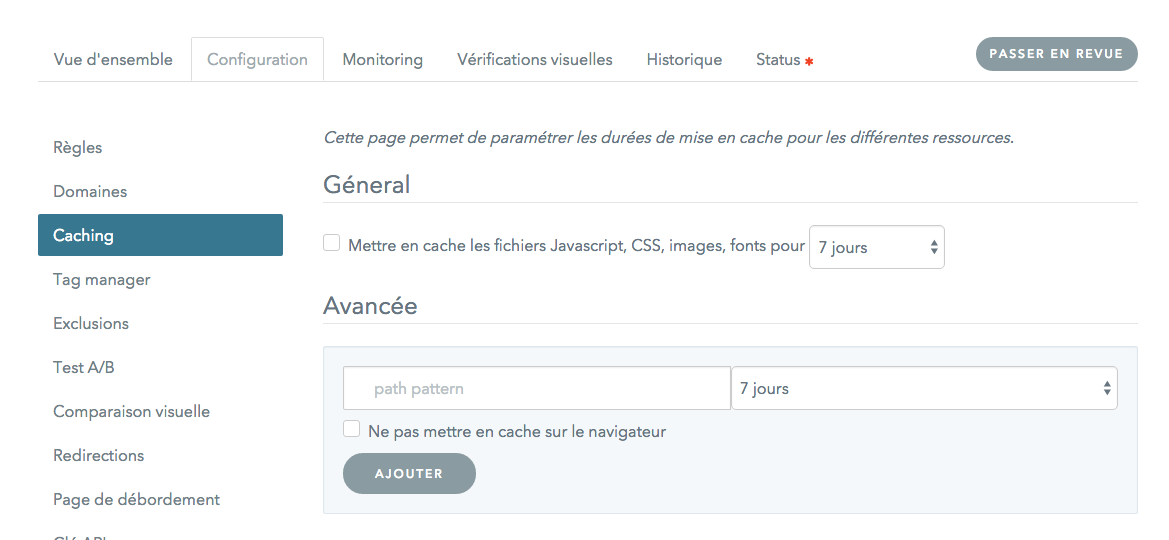 Vue d'ensemble Configuration Monitoring Vérifications visuelles Historique Status * PASSER EN REVUE
Règles
Domaines
Caching
Tag manager
Exclusions
Test A/B
Comparaison visuelle
Redirections
Page de débordement
Cette page permet de paramétrer les durées de mise en cache pour les différentes ressources.
Géneral
Mettre en cache les fichiers Javascript, CSS, images, fonts pour 7 jours
Avancée
path pattern 7 jours
Ne pas mettre en cache sur le navigateur
AJOUTER